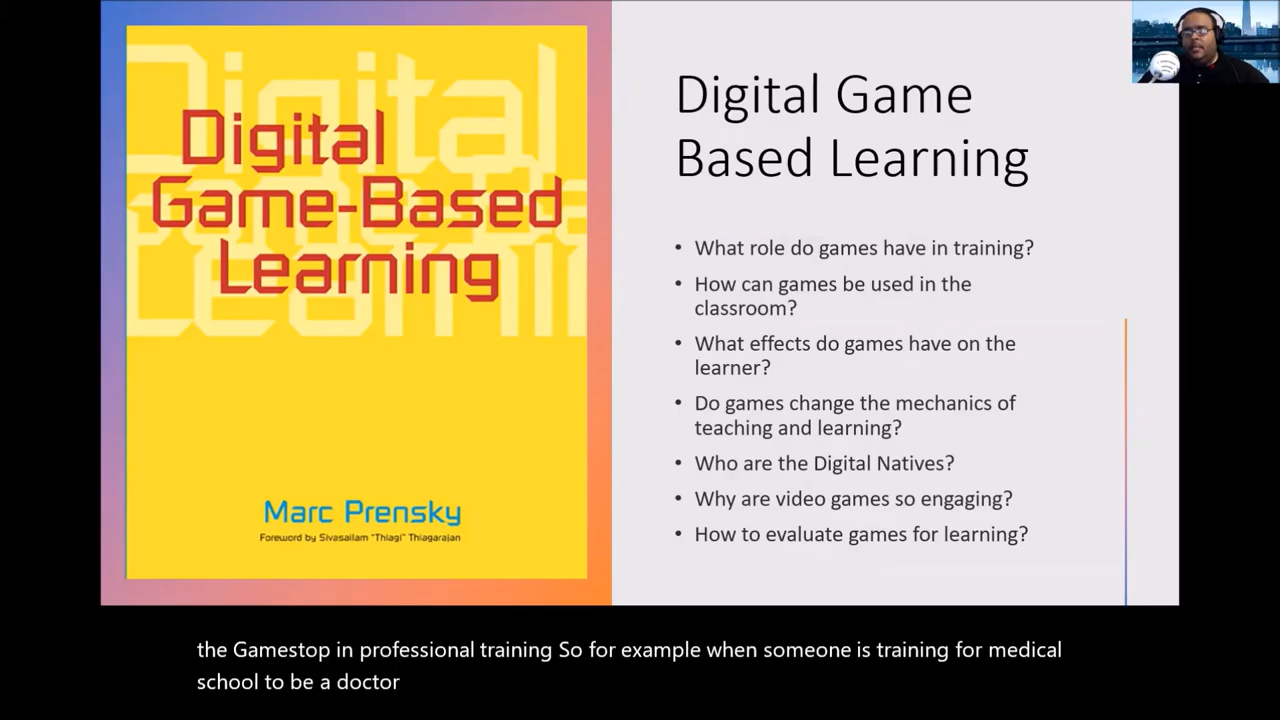 Digital
Game-Based
Learning
Marc Prensky
Foreword by Sivasailam "Thiagi" Thiagarajan
Digital Game
Based Learning
• What role do games have in training?
• How can games be used in the
classroom?
• What effects do games have on the
learner?
• Do games change the mechanics of
teaching and learning?
• Who are the Digital Natives?
• Why are video games so engaging?
• How to evaluate games for learning?
the Gamestop in professional training So for example when someone is training for medical
school to be a doctor